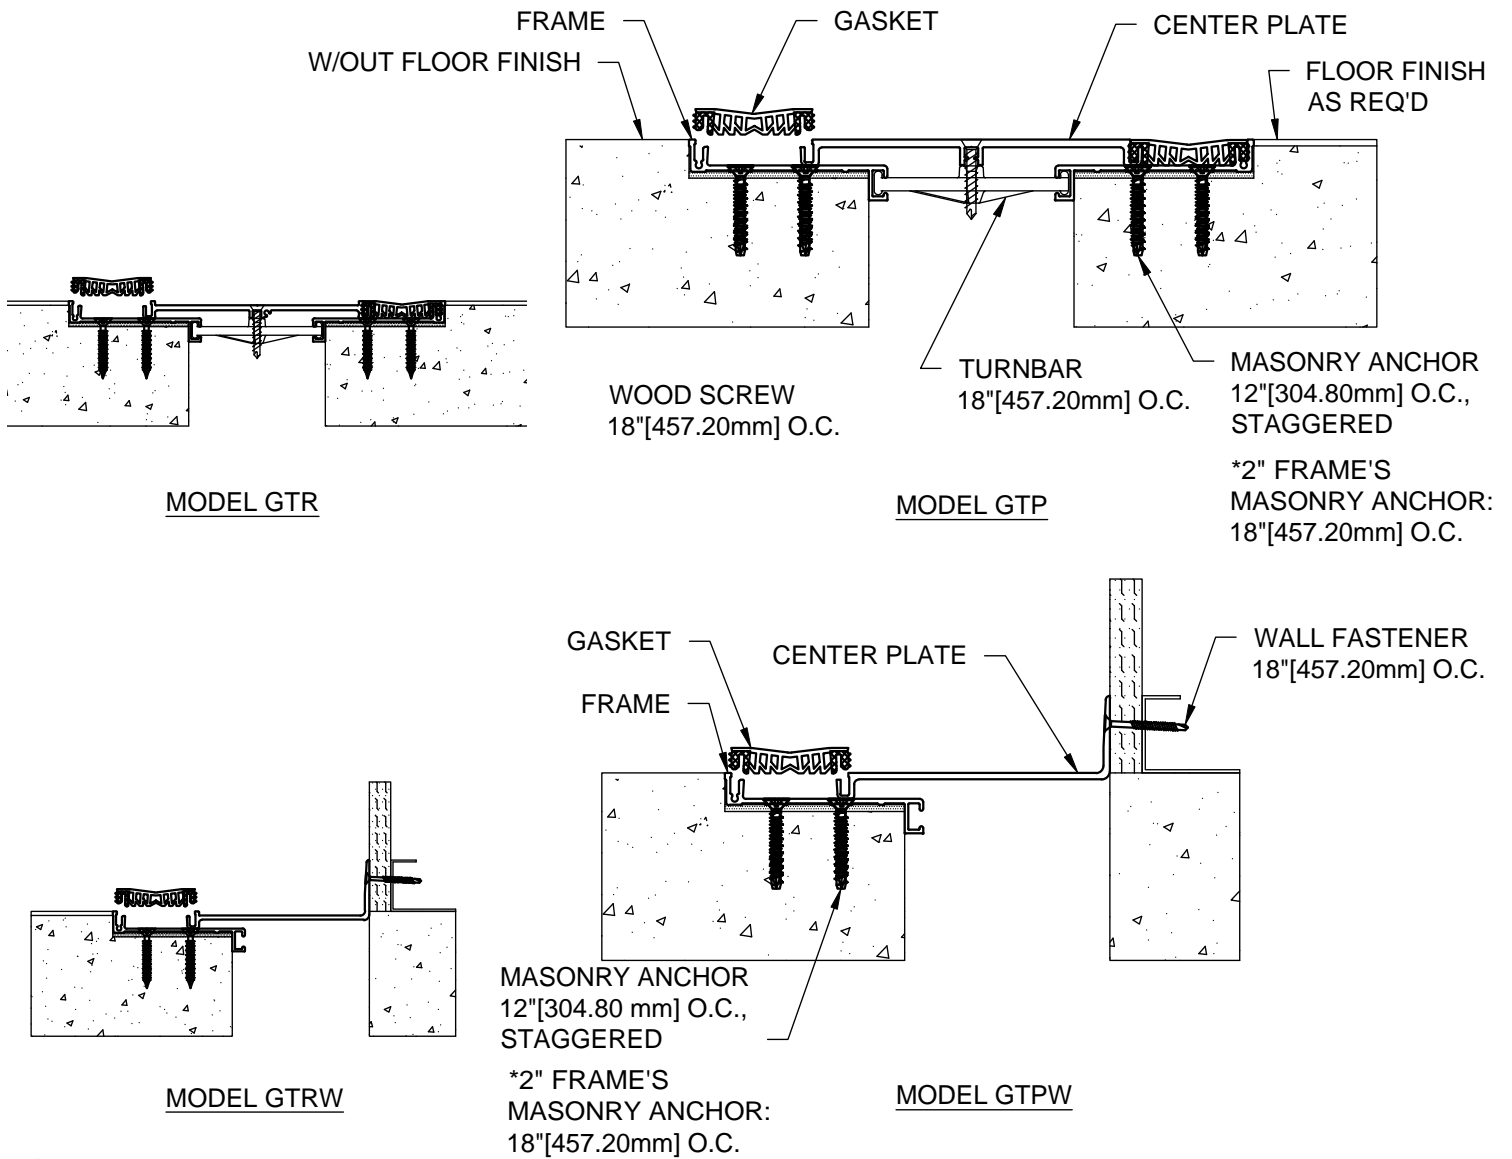 FRAME
GASKET
CENTER PLATE
W/OUT FLOOR FINISH
FLOOR FINISH
AS REQ'D
WOOD SCREW
18"[457.20mm] O.C.
TURNBAR
18"[457.20mm] O.C.
MASONRY ANCHOR
12"[304.80mm] O.C.,
STAGGERED
*2" FRAME'S
MASONRY ANCHOR:
18"[457.20mm] O.C.
MODEL GTR
MODEL GTP
GASKET
CENTER PLATE
WALL FASTENER
18"[457.20mm] O.C.
FRAME
MASONRY ANCHOR
12"[304.80 mm] O.C.,
STAGGERED
*2" FRAME'S
MASONRY ANCHOR:
18"[457.20mm] O.C.
MODEL GTRW
MODEL GTPW